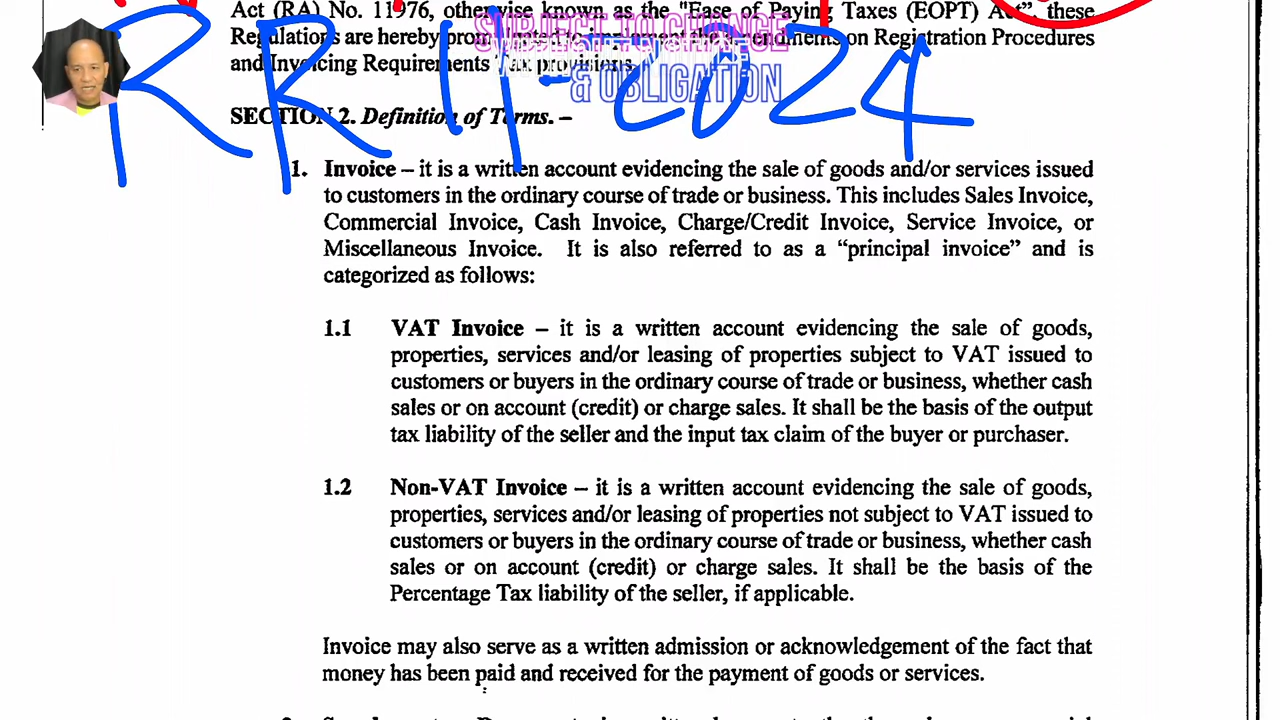 Act (RA) No. 11976, otherwise known as the "Ease of Paying Taxes (EOPT) Act", these
Regulations are hereby on Registration Procedures
and Invoicing Requirements Tax provisions.
SUBJECT TO CHANGE
& OBLIGATION
RR 11-2024
SECTION 2. Definition of Terms. –
1. Invoice – it is a written account evidencing the sale of goods and/or services issued
to customers in the ordinary course of trade or business. This includes Sales Invoice,
Commercial Invoice, Cash Invoice, Charge/Credit Invoice, Service Invoice, or
Miscellaneous Invoice. It is also referred to as a “principal invoice” and is
categorized as follows:
1.1 VAT Invoice – it is a written account evidencing the sale of goods,
properties, services and/or leasing of properties subject to VAT issued to
customers or buyers in the ordinary course of trade or business, whether cash
sales or on account (credit) or charge sales. It shall be the basis of the output
tax liability of the seller and the input tax claim of the buyer or purchaser.
1.2 Non-VAT Invoice – it is a written account evidencing the sale of goods,
properties, services and/or leasing of properties not subject to VAT issued to
customers or buyers in the ordinary course of trade or business, whether cash
sales or on account (credit) or charge sales. It shall be the basis of the
Percentage Tax liability of the seller, if applicable.
Invoice may also serve as a written admission or acknowledgement of the fact that
money has been paid and received for the payment of goods or services.